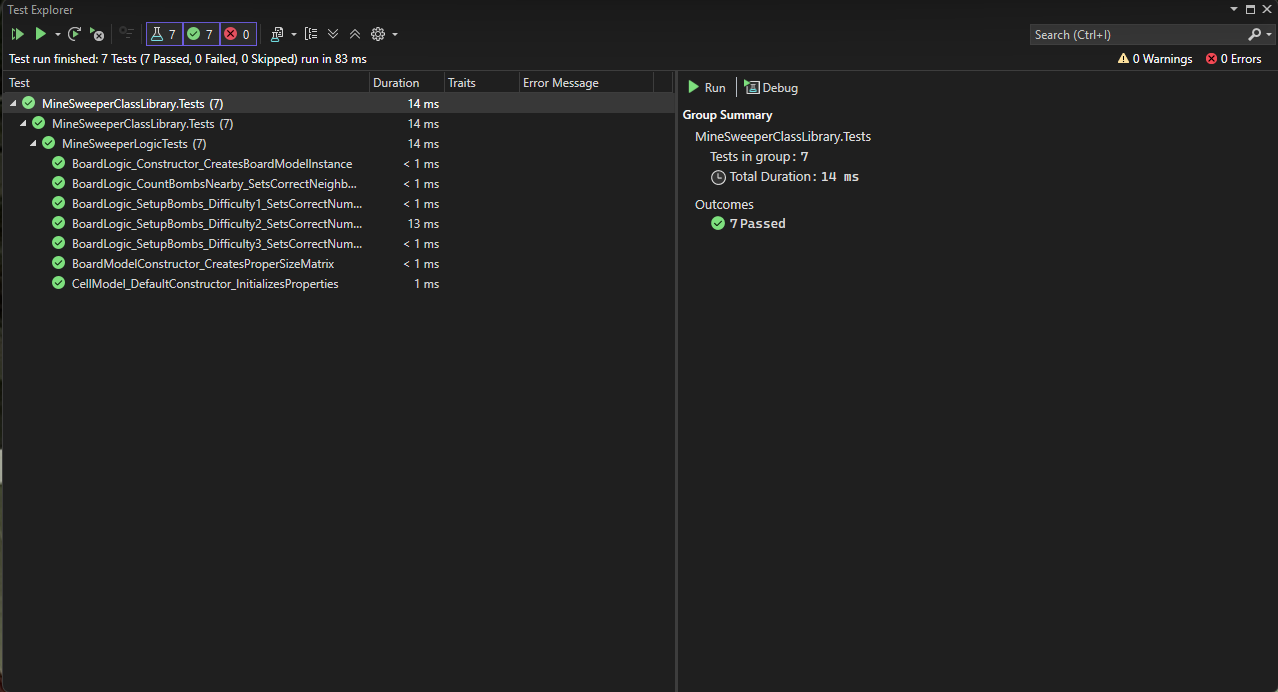 Test Explorer
7 7 0 Search (Ctrl+I)
Test run finished: 7 Tests (7 Passed, 0 Failed, 0 Skipped) run in 83 ms 0 Warnings 0 Errors
Test Duration Traits Error Message
MineSweeperClassLibrary.Tests (7) 14 ms
MineSweeperClassLibrary.Tests (7) 14 ms
MineSweeperLogicTests (7) 14 ms
BoardLogic_Constructor_CreatesBoardModelInstance < 1 ms
BoardLogic_CountBombsNearby_SetsCorrectNeighb... < 1 ms
BoardLogic_SetupBombs_Difficulty1_SetsCorrectNum... < 1 ms
BoardLogic_SetupBombs_Difficulty2_SetsCorrectNum... 13 ms
BoardLogic_SetupBombs_Difficulty3_SetsCorrectNum... < 1 ms
BoardModelConstructor_CreatesProperSizeMatrix < 1 ms
CellModel_DefaultConstructor_InitializesProperties 1 ms
Run Debug
Group Summary
MineSweeperClassLibrary.Tests
Tests in group: 7
Total Duration: 14 ms
Outcomes
7 Passed